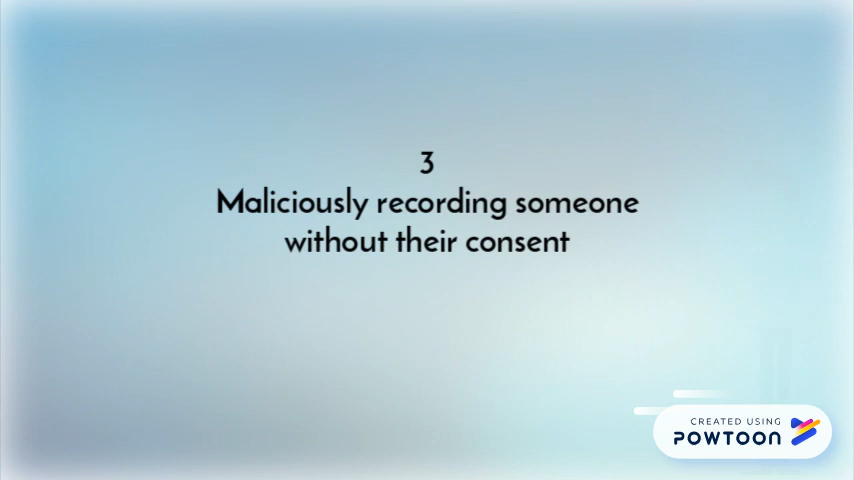 3
Maliciously recording someone
without their consent
CREATED USING
POWTOON